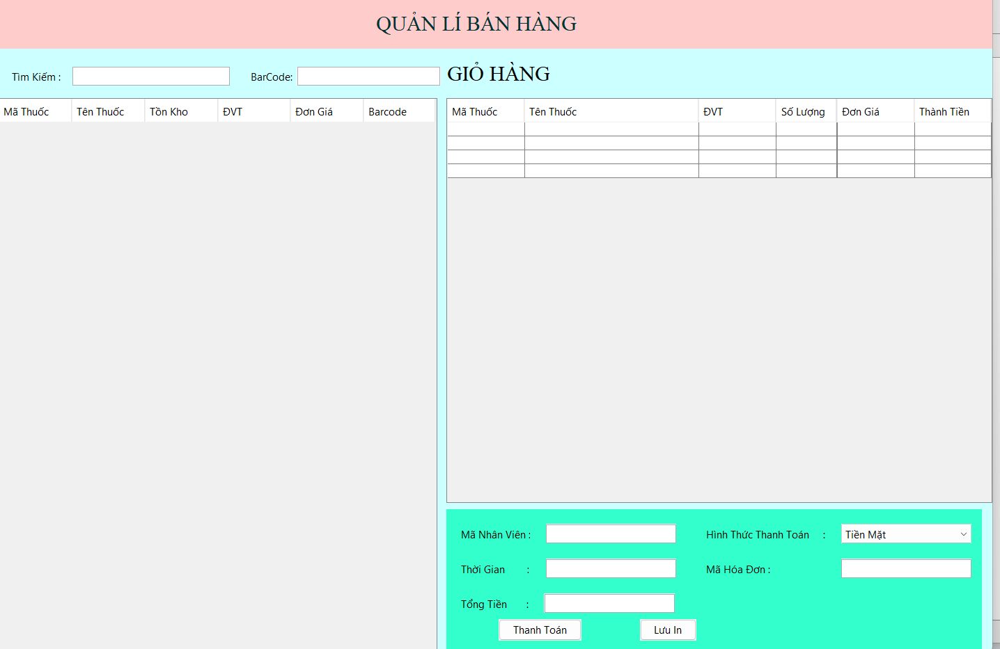 QUẢN LÍ BÁN HÀNG
Tìm Kiếm : BarCode: GIỎ HÀNG
Mã Thuốc Tên Thuốc Tồn Kho ĐVT Đơn Giá Barcode
Mã Thuốc Tên Thuốc ĐVT Số Lượng Đơn Giá Thành Tiền
Mã Nhân Viên : Hình Thức Thanh Toán : Tiền Mặt
Thời Gian : Mã Hóa Đơn :
Tổng Tiền :
Thanh Toán Lưu In